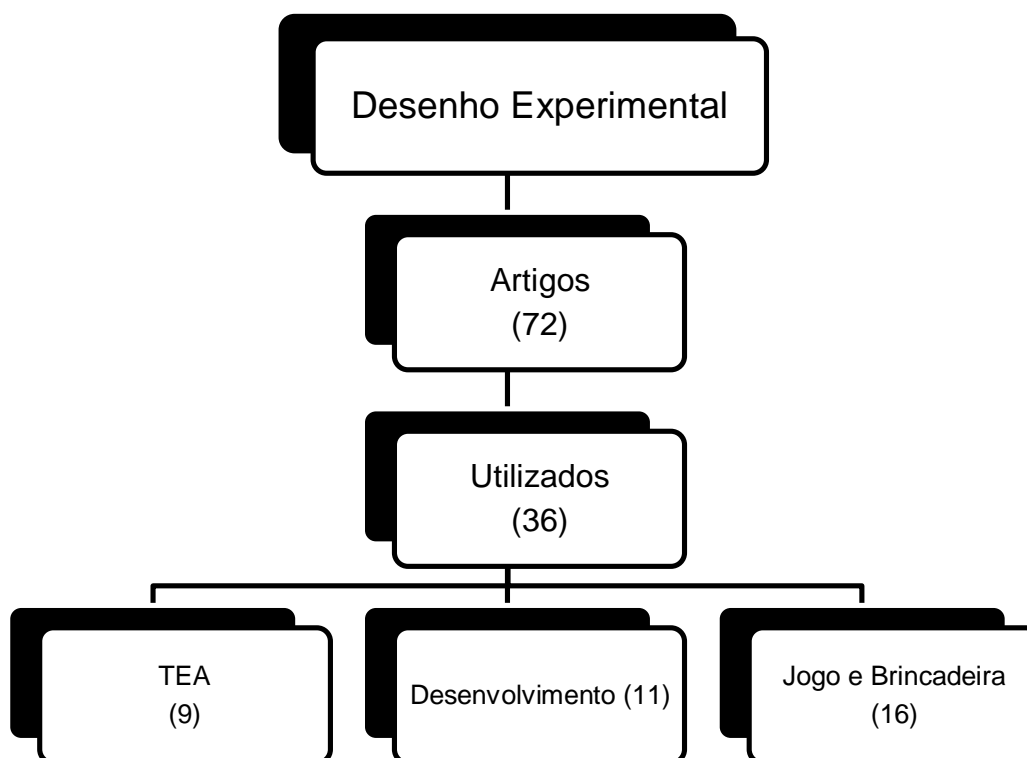 Desenho Experimental
Artigos
(72)
Utilizados
(36)
TEA
(9)
Desenvolvimento (11)
Jogo e Brincadeira
(16)